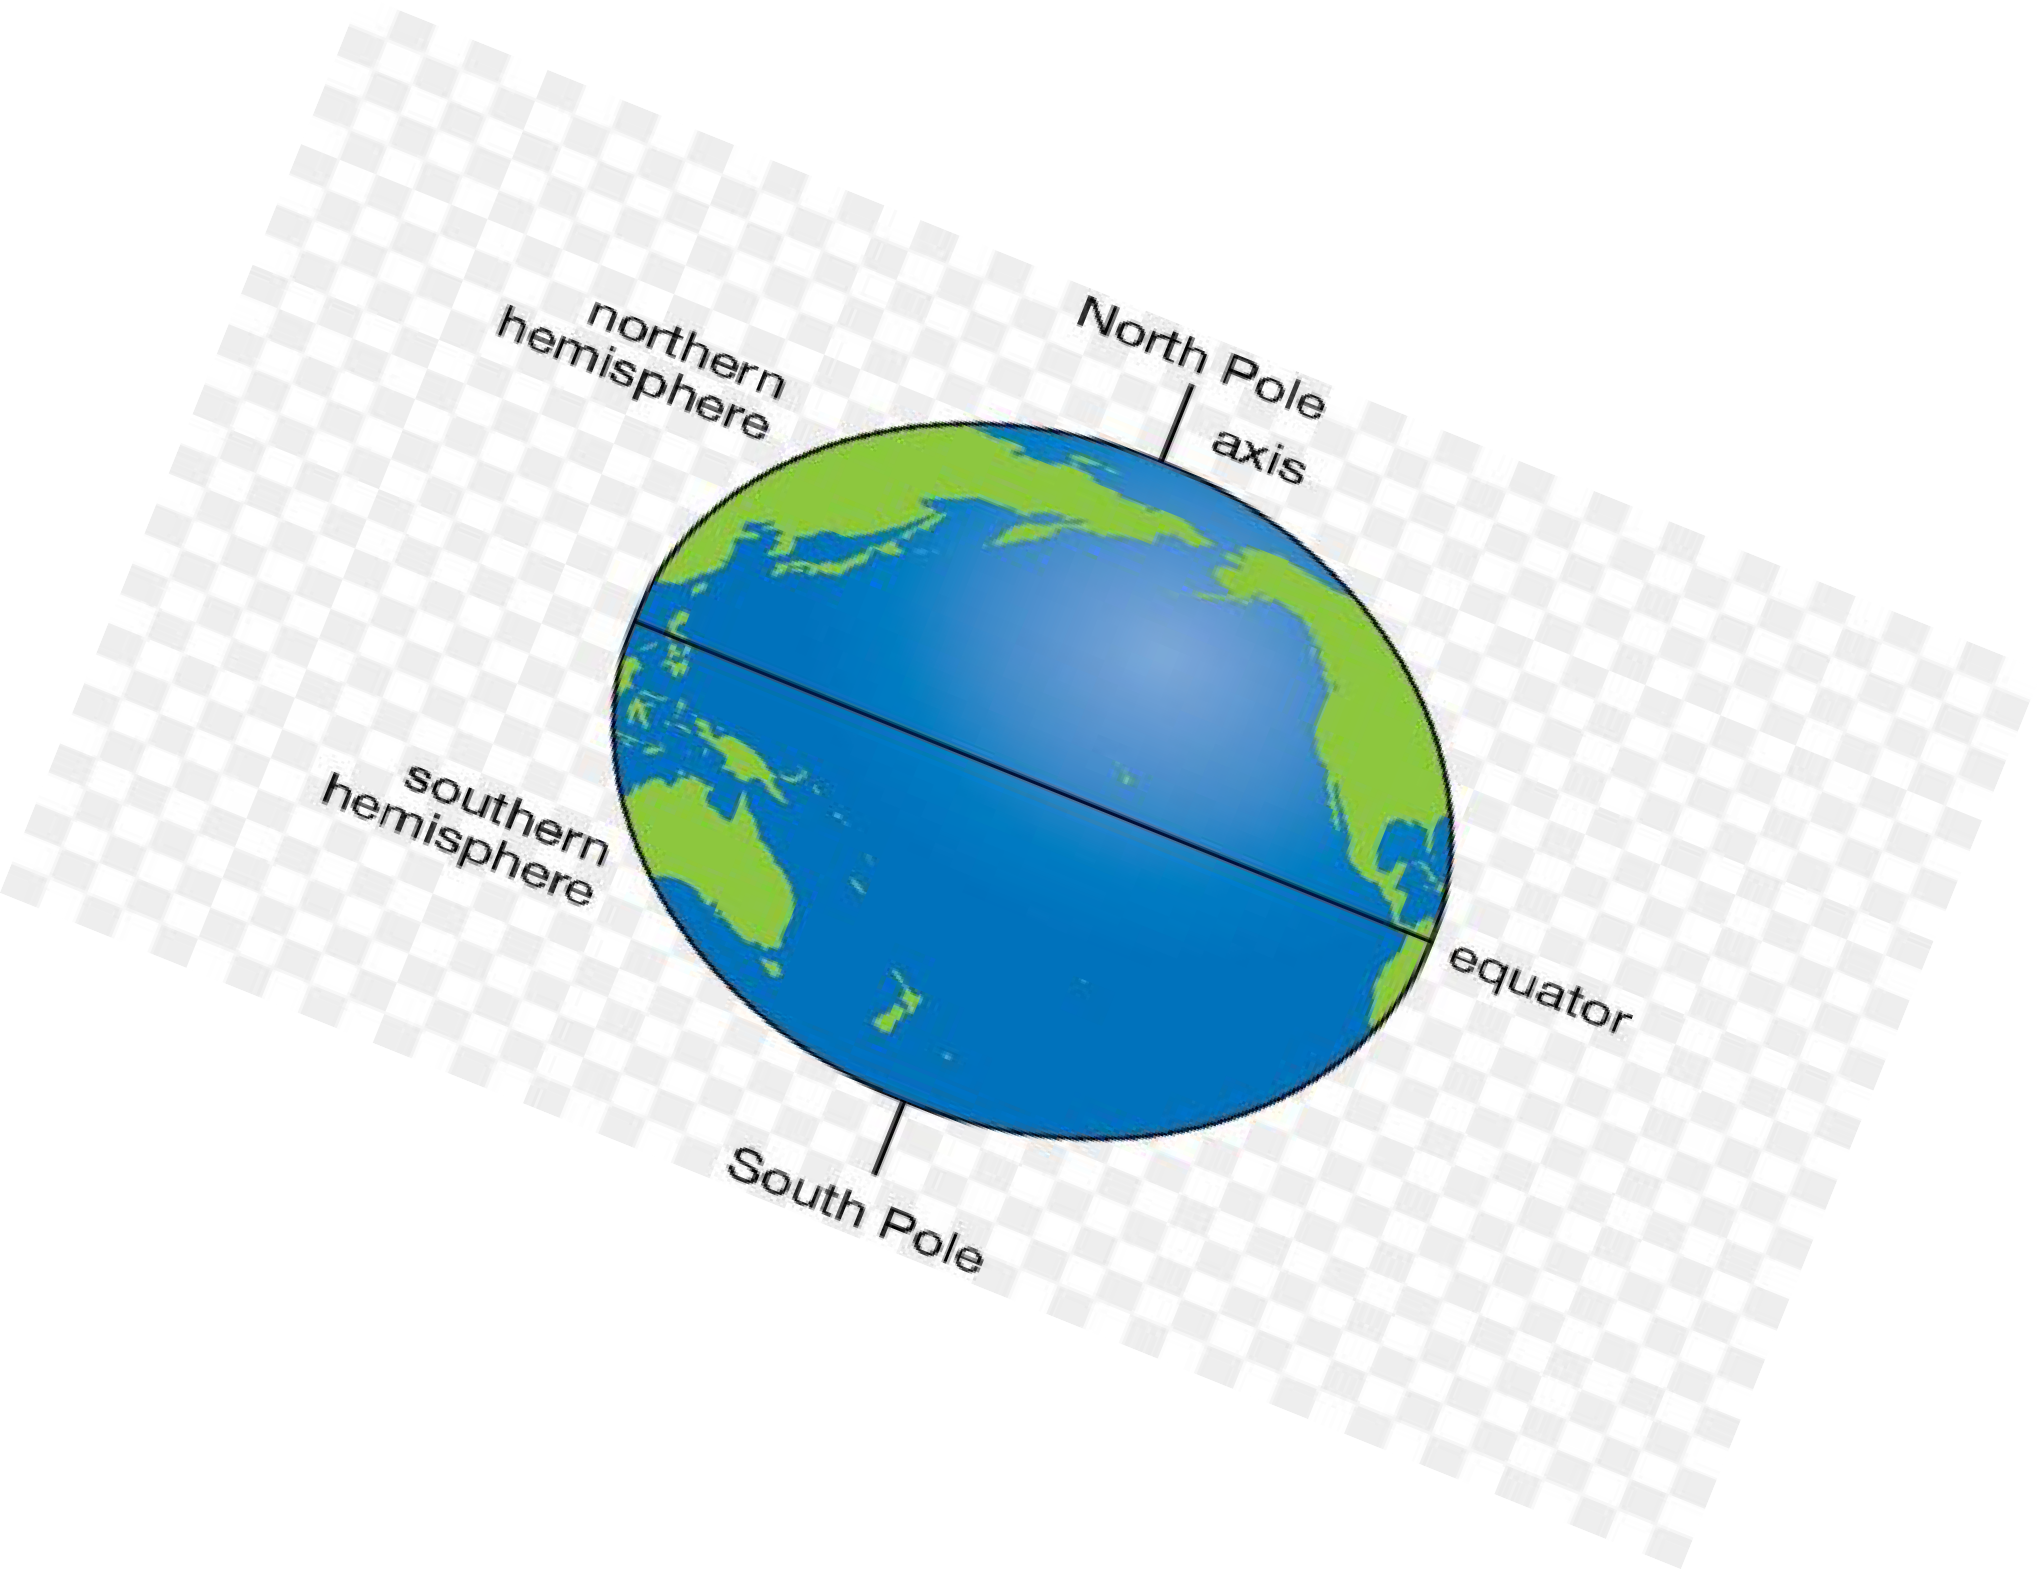 North Pole
axis
northern
hemisphere
southern
hemisphere
equator
South Pole